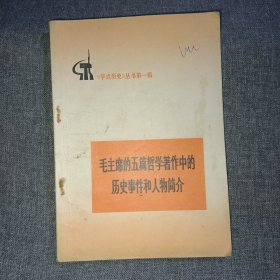 《学点历史》丛书第一辑
毛主席的五篇哲学著作中的
历史事件和人物简介